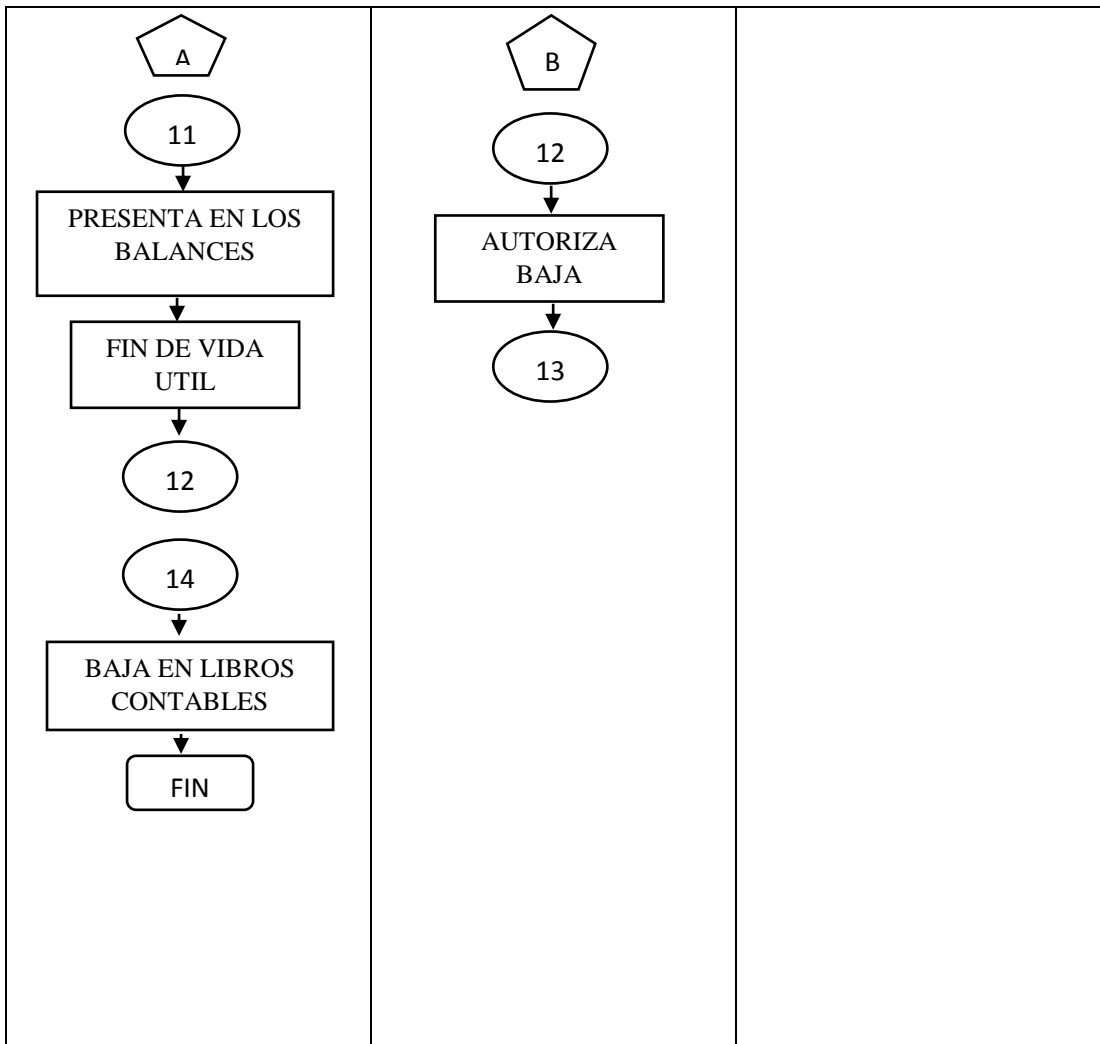 A
11
PRESENTA EN LOS
BALANCES
FIN DE VIDA
UTIL
12
14
BAJA EN LIBROS
CONTABLES
FIN
B
12
AUTORIZA
BAJA
13